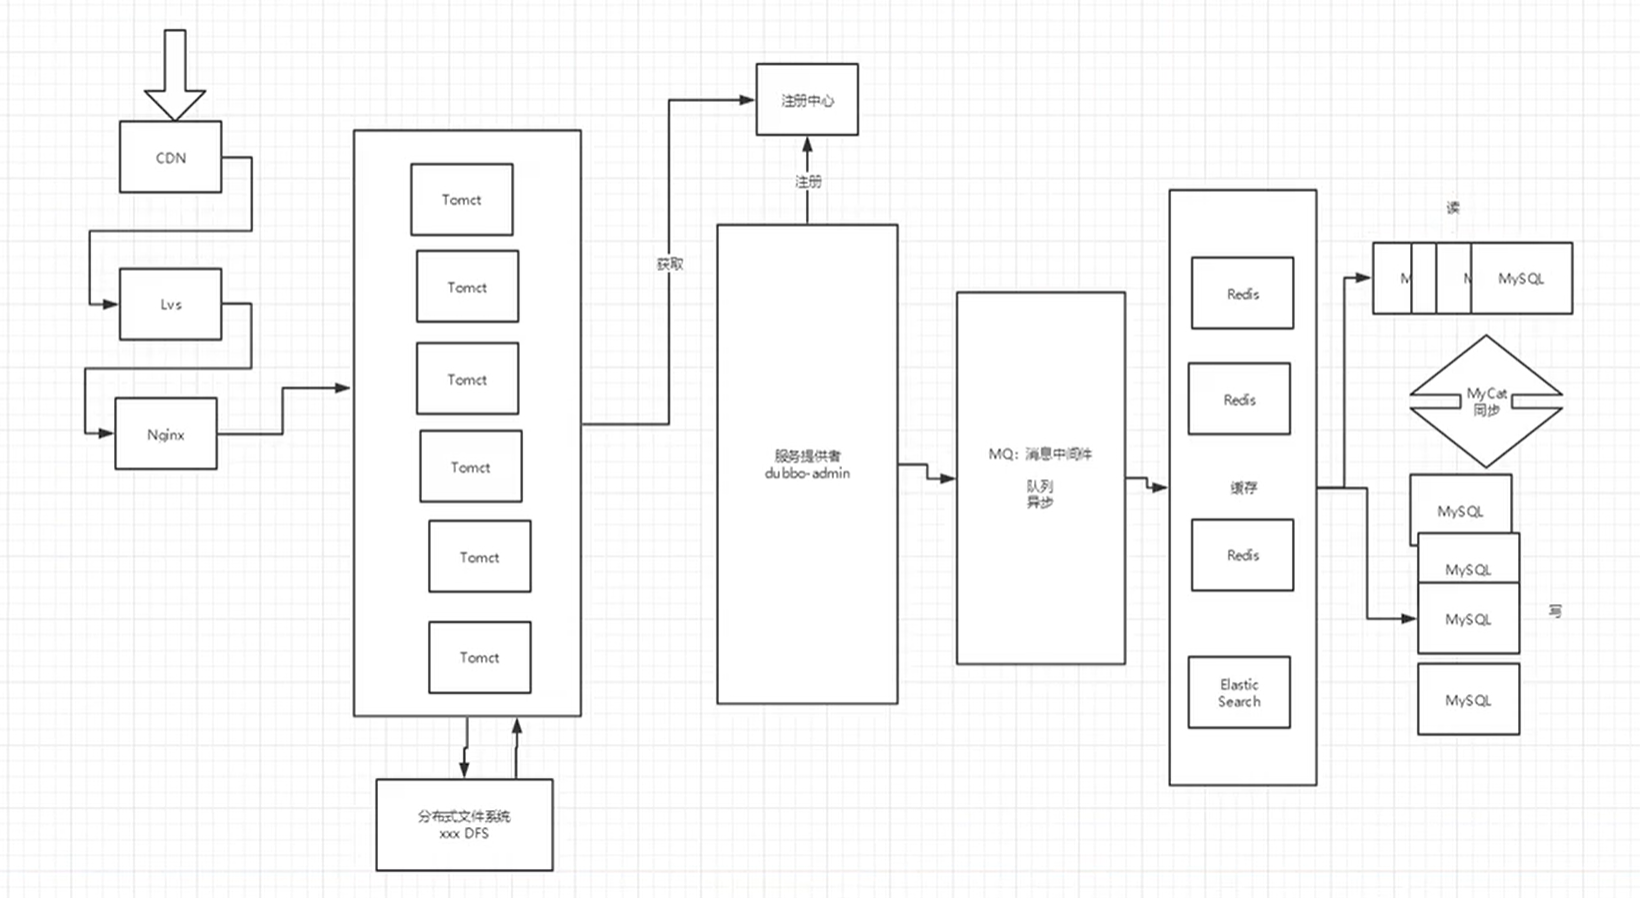 CDN
Lvs
Nginx
Tomct
Tomct
Tomct
Tomct
Tomct
Tomct
分布式文件系统
xxx DFS
获取
注册中心
注册
服务提供者
dubbo-admin
MQ：消息中间件
队列
异步
Redis
Redis
缓存
Redis
Elastic
Search
读
M
M
MySQL
MyCat
同步
MySQL
MySQL
MySQL
MySQL